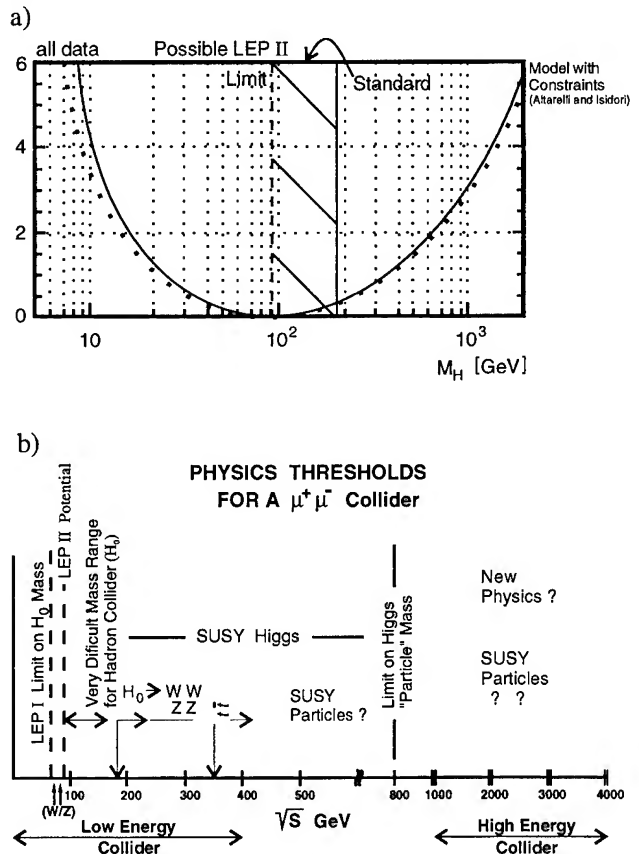 a)
all data
Possible LEP II
Limit
Standard
Model with
Constraints
(Altarelli and Isidori)
6
4
2
0
10
10²
10³
M_H [GeV]
b)
PHYSICS THRESHOLDS
FOR A μ⁺μ⁻ Collider
LEP I Limit on H₀ Mass
LEP II Potential
Very Dificult Mass Range
for Hadron Collider (H₀)
SUSY Higgs
H₀ → WW
ZZ
t t̄
SUSY
Particles ?
Limit on Higgs
"Particle" Mass
New
Physics ?
SUSY
Particles
? ?
(W/Z)
100
200
300
400
500
800
1000
2000
3000
4000
√S GeV
Low Energy
Collider
High Energy
Collider